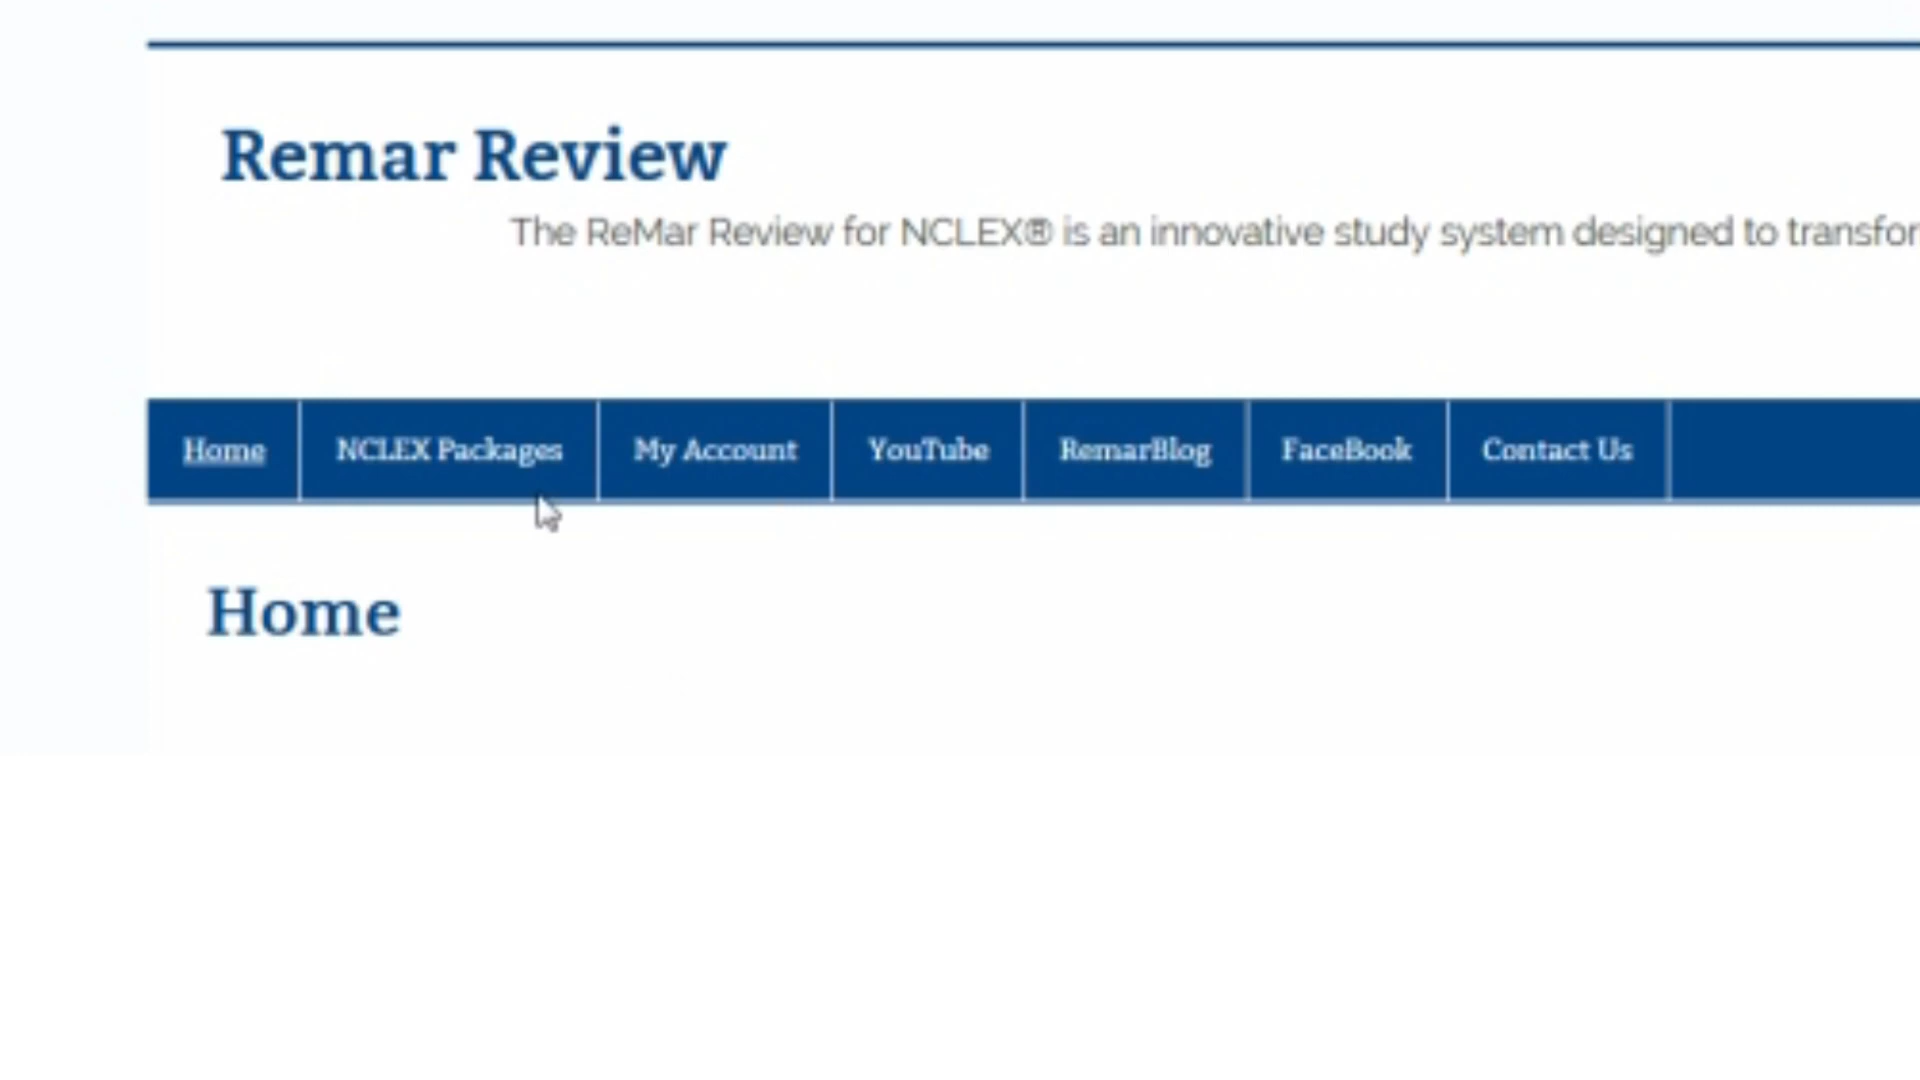 Remar Review
The ReMar Review for NCLEX® is an innovative study system designed to transfor
Home NCLEX Packages My Account YouTube RemarBlog FaceBook Contact Us
Home